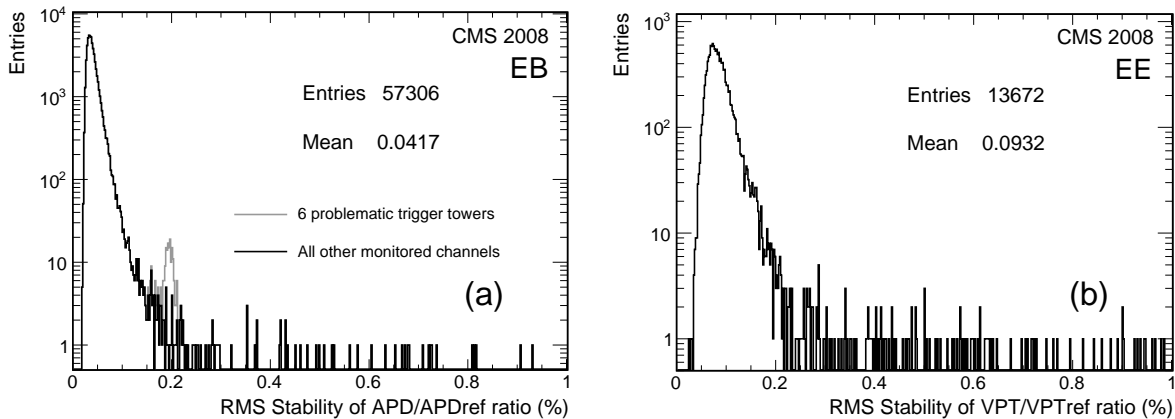 CMS 2008
EB
Entries 57306
Mean 0.0417
6 problematic trigger towers
All other monitored channels
(a)
Entries
10⁴
10³
10²
10
1
0 0.2 0.4 0.6 0.8 1
RMS Stability of APD/APDref ratio (%)
CMS 2008
EE
Entries 13672
Mean 0.0932
(b)
Entries
10³
10²
10
1
0 0.2 0.4 0.6 0.8 1
RMS Stability of VPT/VPTref ratio (%)